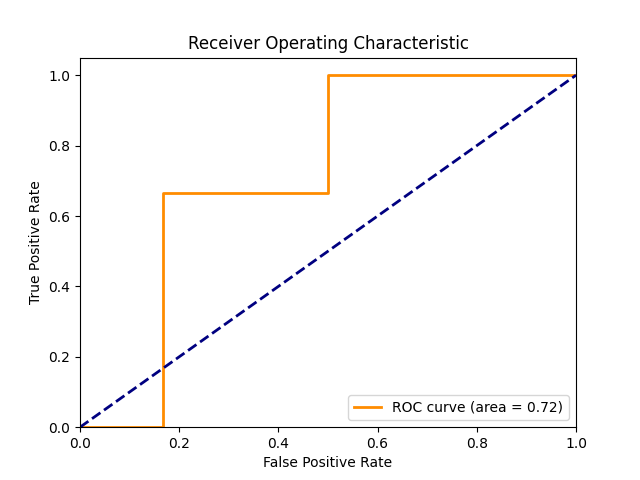 Receiver Operating Characteristic
True Positive Rate
1.0
0.8
0.6
0.4
0.2
0.0
ROC curve (area = 0.72)
0.0 0.2 0.4 0.6 0.8 1.0
False Positive Rate